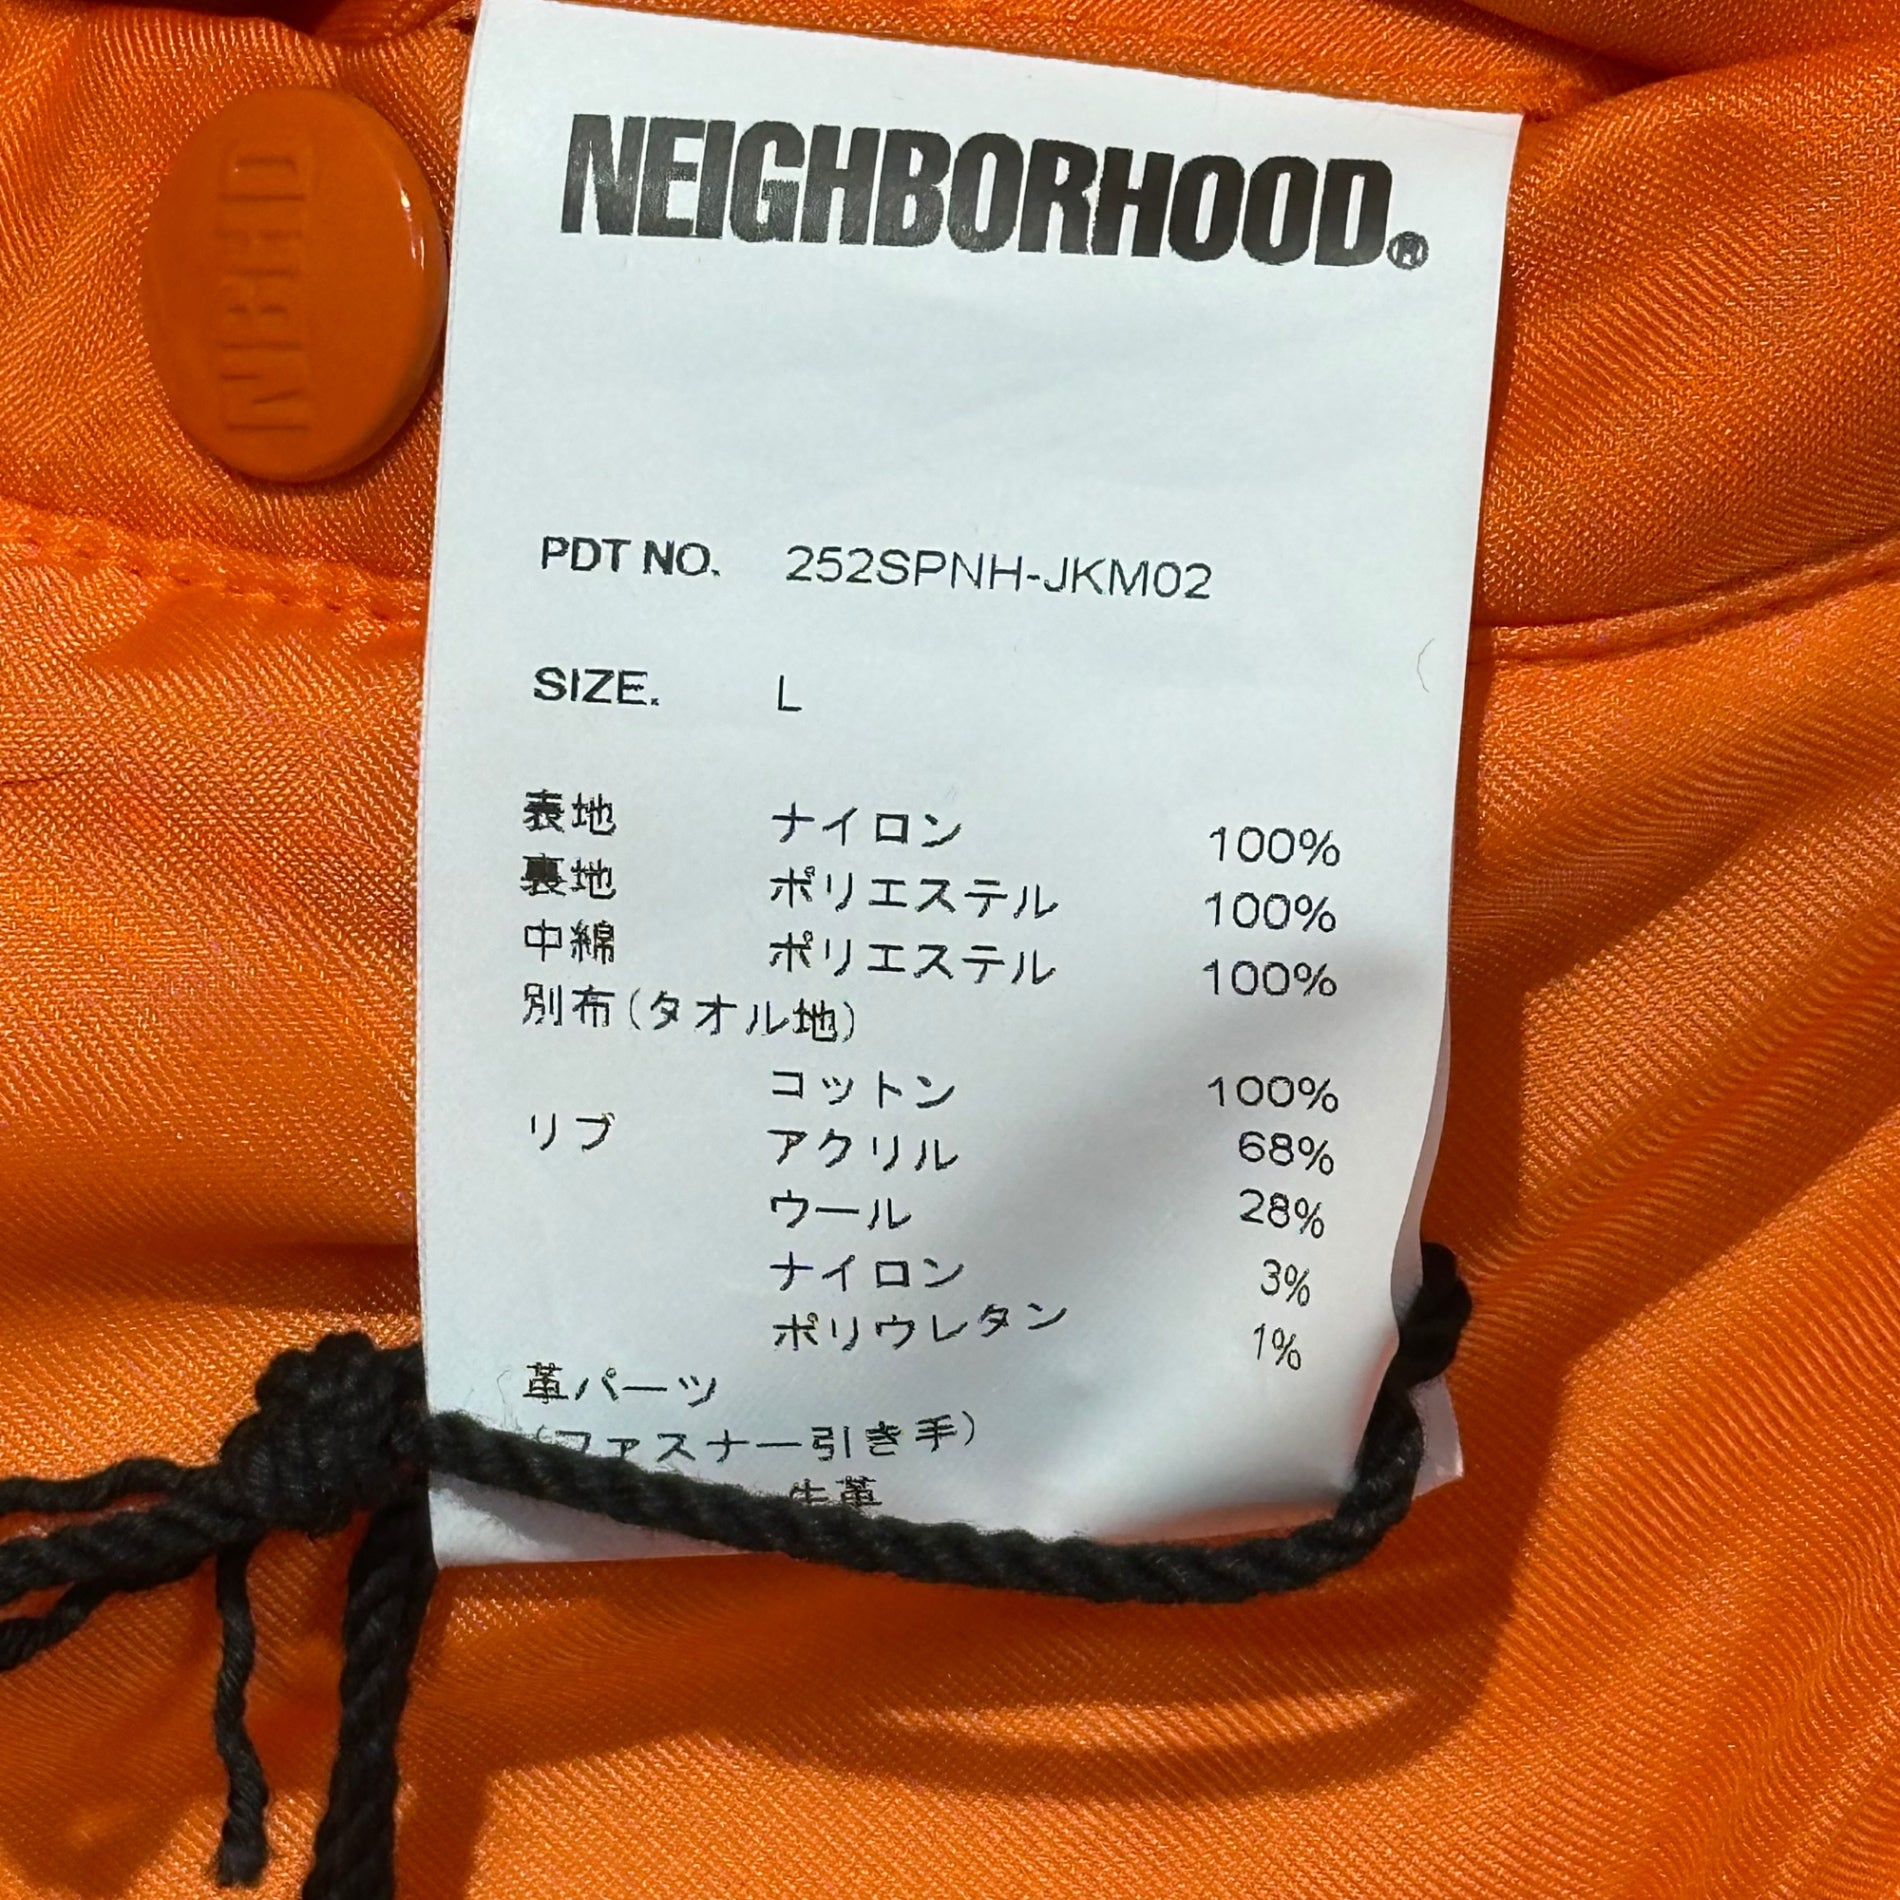 NEIGHBORHOOD®
NBHD
PDT NO. 252SPNH-JKM02
SIZE. L
表地 ナイロン 100%
裏地 ポリエステル 100%
中綿 ポリエステル 100%
別布(タオル地)
コットン 100%
リブ アクリル 68%
ウール 28%
ナイロン 3%
ポリウレタン 1%
革パーツ
(ファスナー引き手)
牛革